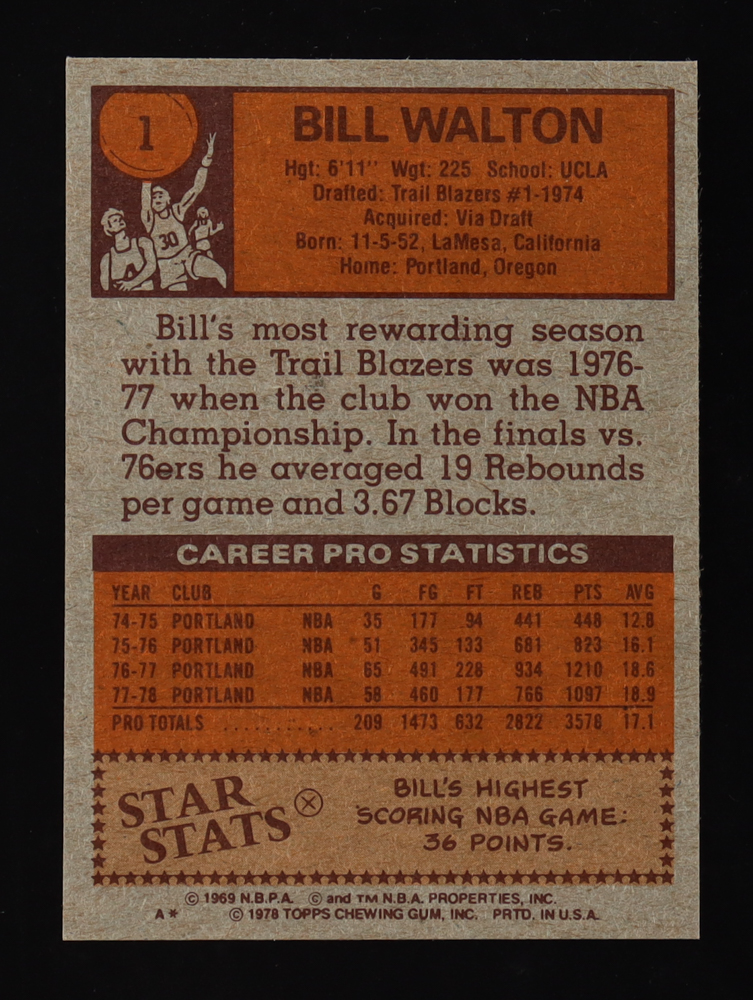 1
30
BILL WALTON
Hgt: 6'11" Wgt: 225 School: UCLA
Drafted: Trail Blazers #1-1974
Acquired: Via Draft
Born: 11-5-52, LaMesa, California
Home: Portland, Oregon
Bill's most rewarding season
with the Trail Blazers was 1976-
77 when the club won the NBA
Championship. In the finals vs.
76ers he averaged 19 Rebounds
per game and 3.67 Blocks.
CAREER PRO STATISTICS
YEAR CLUB G FG FT REB PTS AVG
74-75 PORTLAND NBA 35 177 94 441 448 12.8
75-76 PORTLAND NBA 51 345 133 681 823 16.1
76-77 PORTLAND NBA 65 491 228 934 1210 18.6
77-78 PORTLAND NBA 58 460 177 766 1097 18.9
PRO TOTALS ............ 209 1473 632 2822 3578 17.1
STAR
STATS
BILL'S HIGHEST
SCORING NBA GAME:
36 POINTS.
© 1969 N.B.P.A. © and TM N.B.A. PROPERTIES, INC.
A* © 1978 TOPPS CHEWING GUM, INC. PRTD. IN U.S.A.